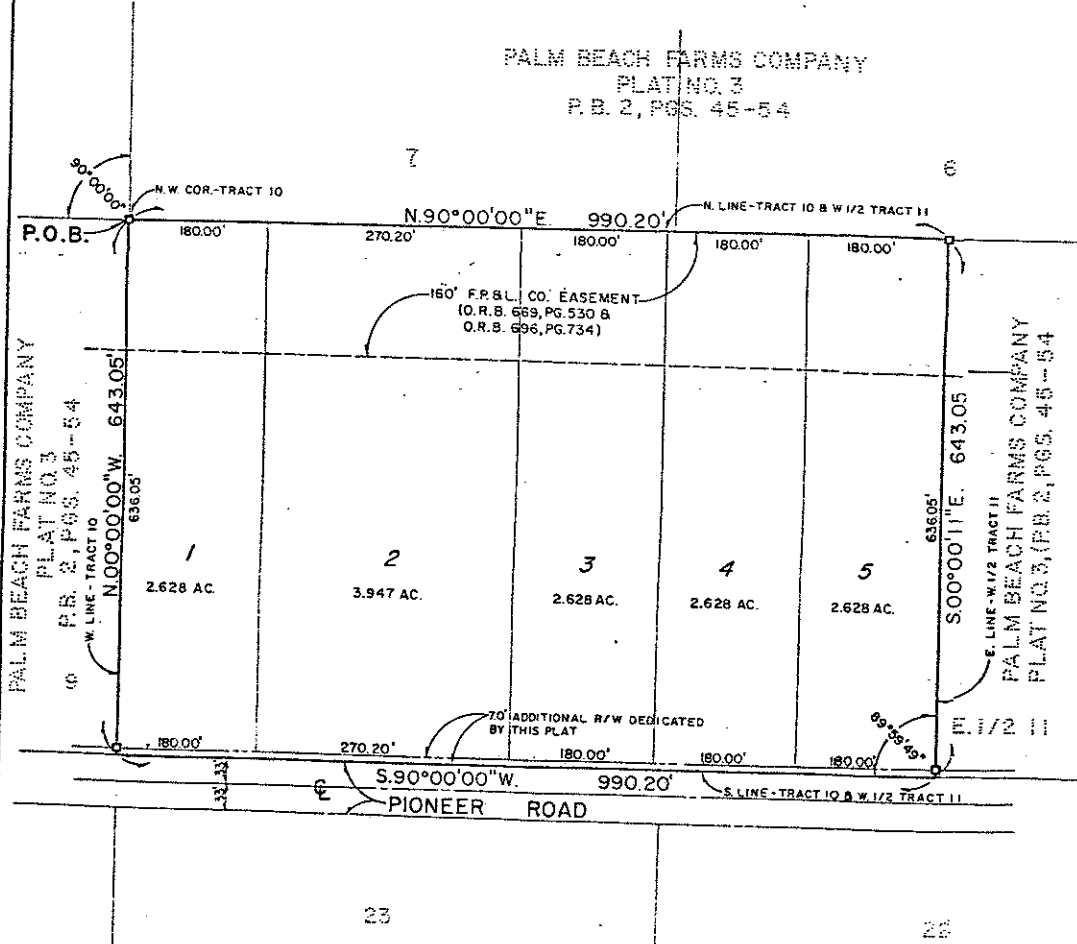 PALM BEACH FARMS COMPANY
PLAT NO. 3
P. B. 2, PGS. 45-54
7
6
90°00'00"
N.W. COR.-TRACT 10
P.O.B.
N.90°00'00"E. 990.20'
N. LINE-TRACT 10 & W 1/2 TRACT 11
180.00'
270.20'
180.00'
180.00'
180.00'
160' F.P.&L. CO. EASEMENT
(O.R.B. 669, PG. 530 &
O.R.B. 696, PG. 734)
PALM BEACH FARMS COMPANY
PLAT NO. 3
P.B. 2, PGS. 45-54
9
W. LINE - TRACT 10
N.00°00'00"W. 643.05'
636.05'
1
2.628 AC.
2
3.947 AC.
3
2.628 AC.
4
2.628 AC.
5
2.628 AC.
636.05'
S.00°00'11"E. 643.05
E. LINE-W.1/2 TRACT 11
PALM BEACH FARMS COMPANY
PLAT NO.3,(P.B.2,PGS. 45-54
E.1/2 11
89°59'49"
7.0' ADDITIONAL R/W DEDICATED
BY THIS PLAT
180.00'
270.20'
180.00'
180.00'
180.00'
S.90°00'00"W. 990.20'
S. LINE-TRACT 10 & W.1/2 TRACT 11
33'
33'
℄
PIONEER ROAD
23
22